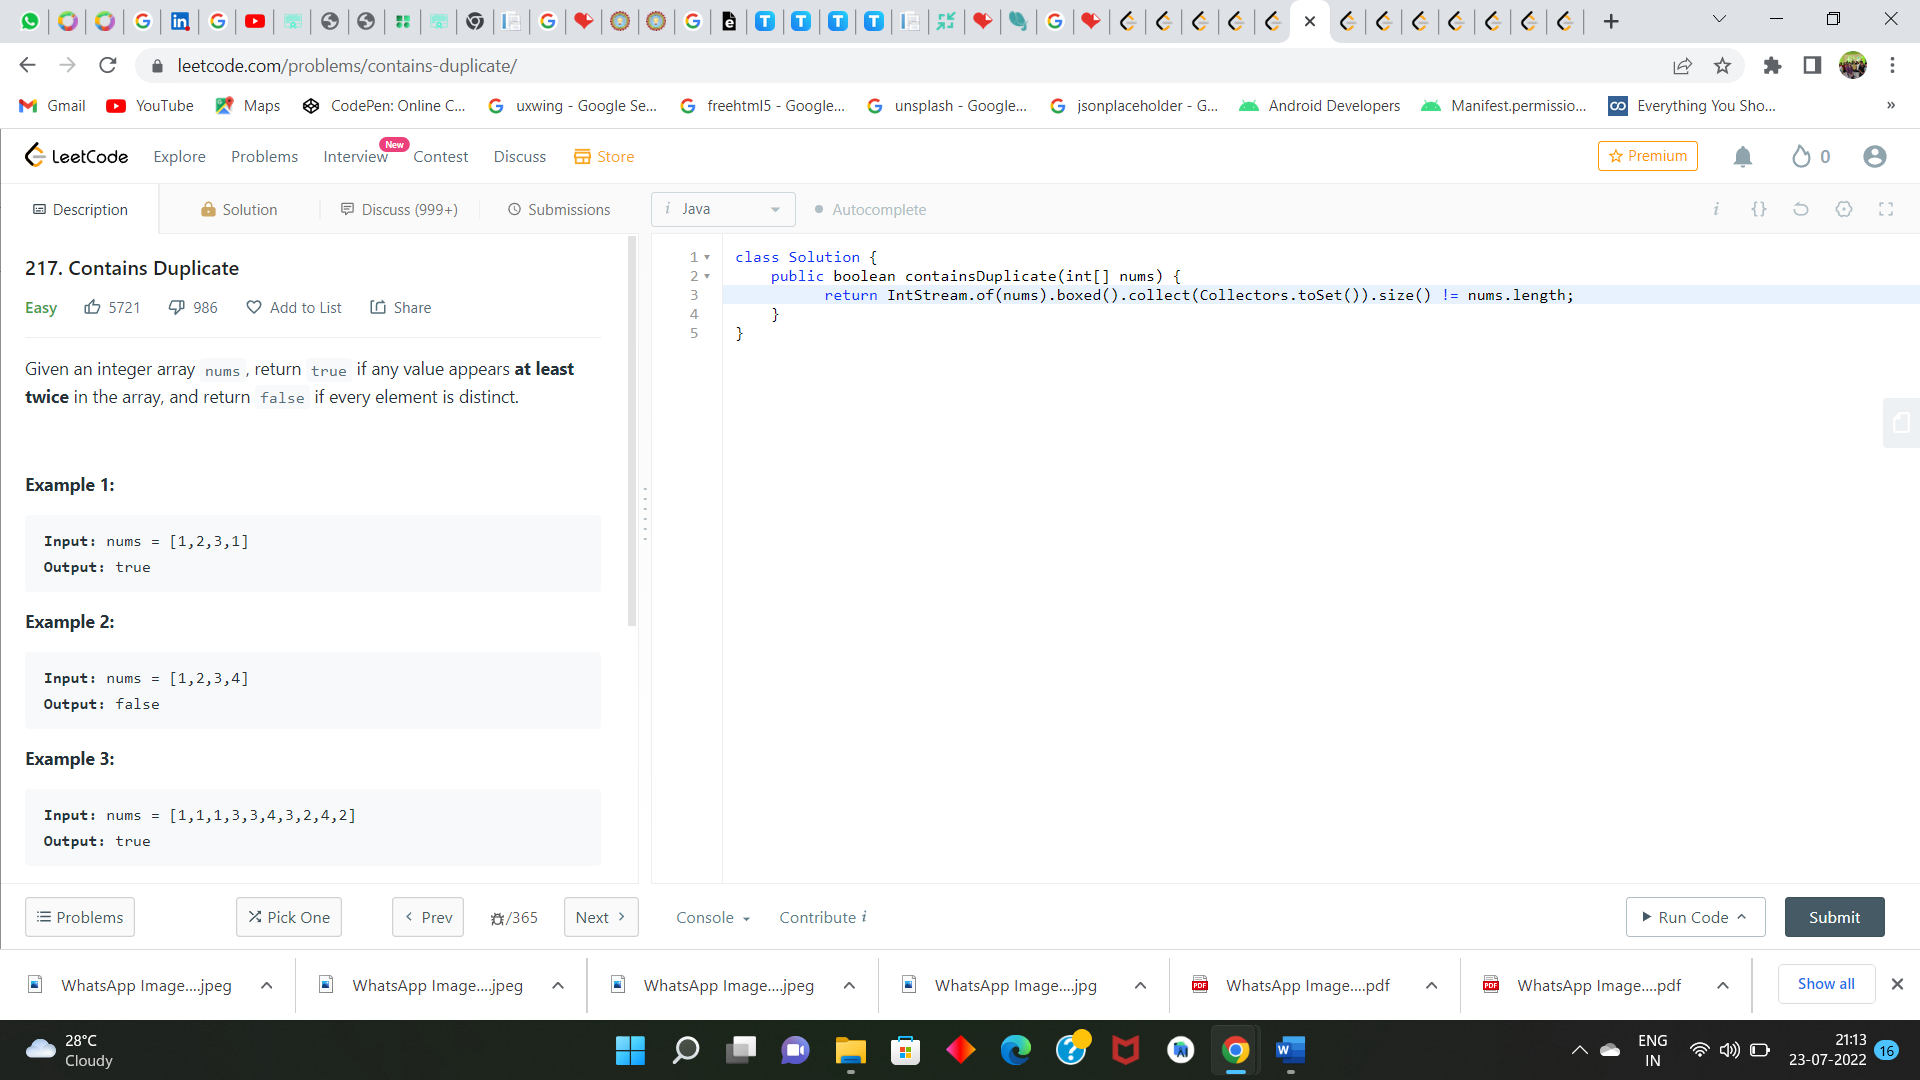 leetcode.com/problems/contains-duplicate/
Gmail YouTube Maps CodePen: Online C... uxwing - Google Se... freehtml5 - Google... unsplash - Google... jsonplaceholder - G... Android Developers Manifest.permissio... Everything You Sho... »
LeetCode Explore Problems Interview New Contest Discuss Store Premium 0
Description Solution Discuss (999+) Submissions i Java Autocomplete i {}
217. Contains Duplicate
Easy 5721 986 Add to List Share
Given an integer array nums, return true if any value appears at least
twice in the array, and return false if every element is distinct.
Example 1:
Input: nums = [1,2,3,1]
Output: true
Example 2:
Input: nums = [1,2,3,4]
Output: false
Example 3:
Input: nums = [1,1,1,3,3,4,3,2,4,2]
Output: true
1 class Solution {
2 public boolean containsDuplicate(int[] nums) {
3 return IntStream.of(nums).boxed().collect(Collectors.toSet()).size() != nums.length;
4 }
5 }
Problems Pick One Prev /365 Next Console Contribute i Run Code Submit
WhatsApp Image....jpeg WhatsApp Image....jpeg WhatsApp Image....jpeg WhatsApp Image....jpg WhatsApp Image....pdf WhatsApp Image....pdf Show all
28°C
Cloudy
ENG
IN
21:13
23-07-2022
16